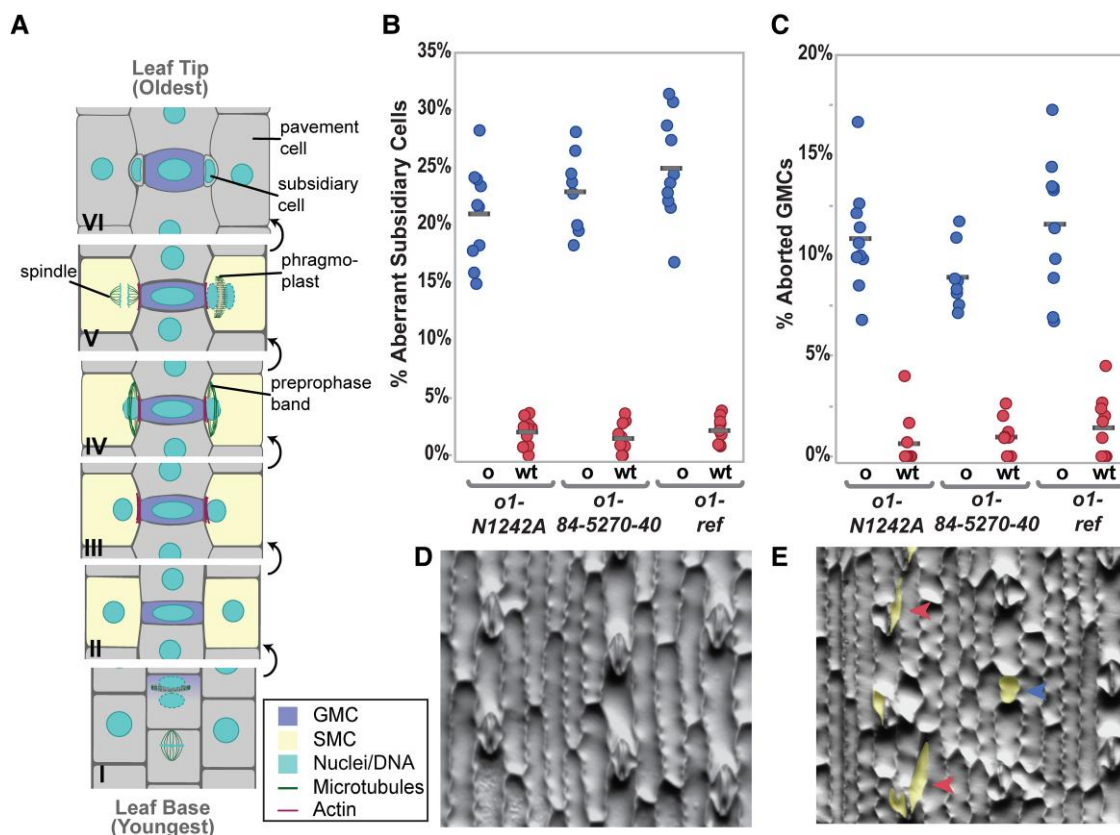 A
Leaf Tip
(Oldest)
pavement
cell
subsidiary
cell
VI
spindle
phragmo-
plast
V
preprophase
band
IV
III
II
I
Leaf Base
(Youngest)
GMC
SMC
Nuclei/DNA
Microtubules
Actin
B
% Aberrant Subsidiary Cells
35%
30%
25%
20%
15%
10%
5%
0%
o wt o wt o wt
o1-
N1242A
o1-
84-5270-40
o1-
ref
C
% Aborted GMCs
20%
15%
10%
5%
0%
o wt o wt o wt
o1-
N1242A
o1-
84-5270-40
o1-
ref
D
E